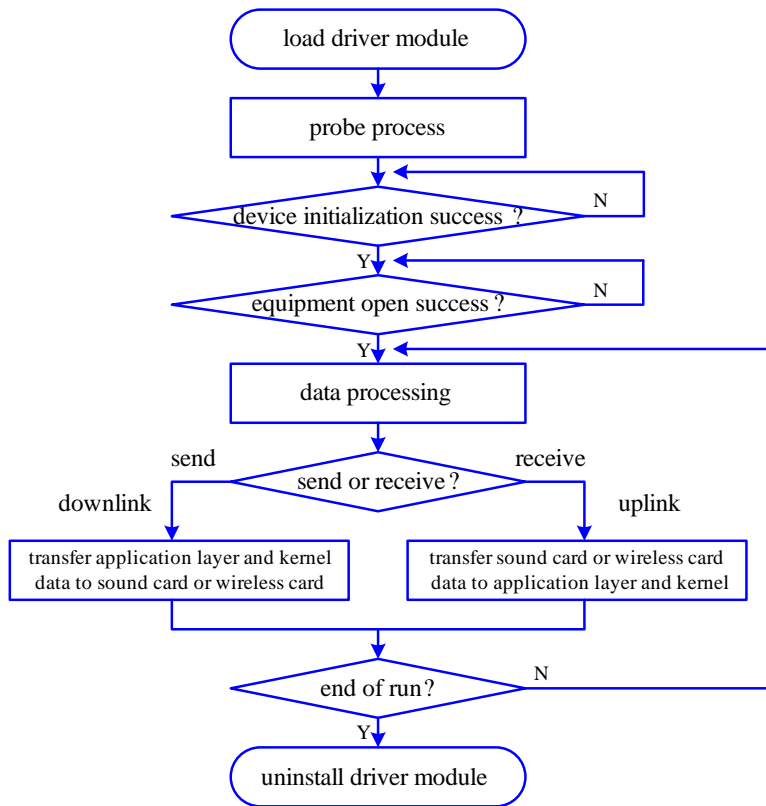 load driver module
probe process
device initialization success ?
N
Y
equipment open success ?
N
Y
data processing
send
receive
send or receive ?
downlink
uplink
transfer application layer and kernel
data to sound card or wireless card
transfer sound card or wireless card
data to application layer and kernel
end of run ?
N
Y
uninstall driver module